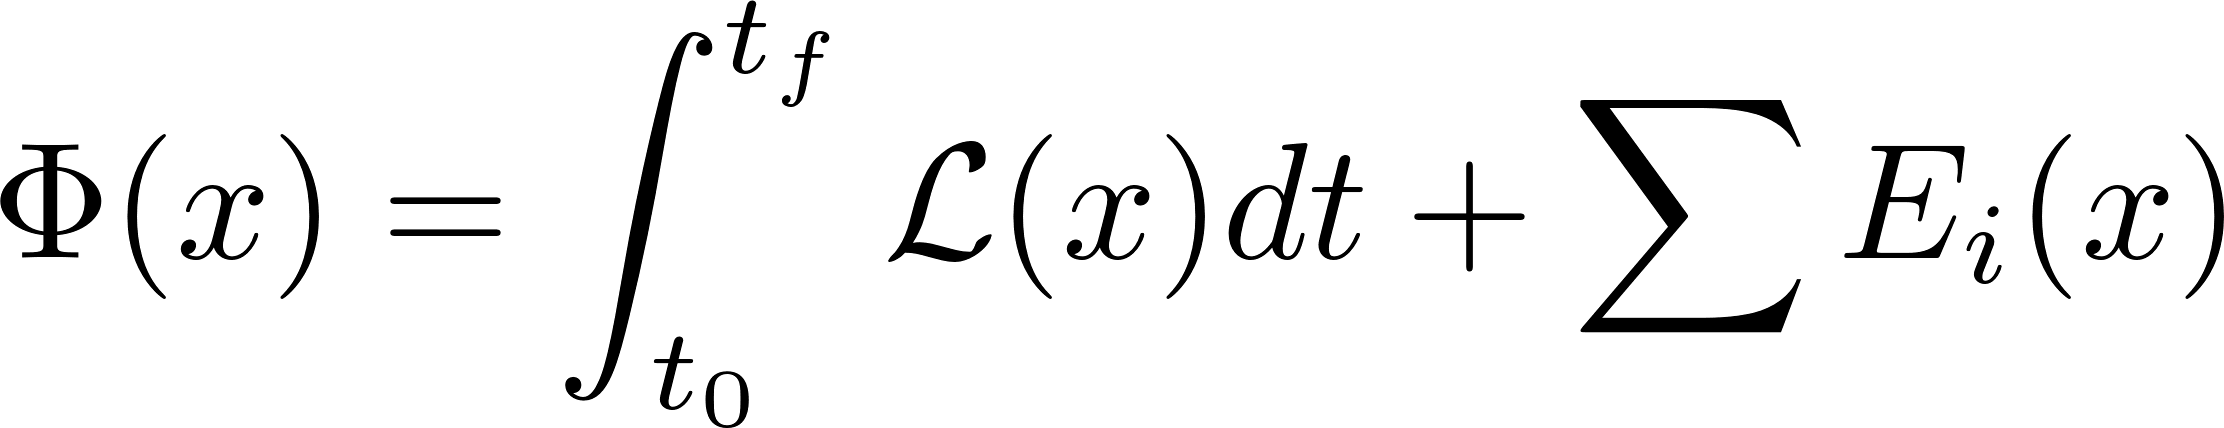 Φ(x) = ∫_{t_0}^{t_f} 𝓛(x)dt + ∑ E_i(x)